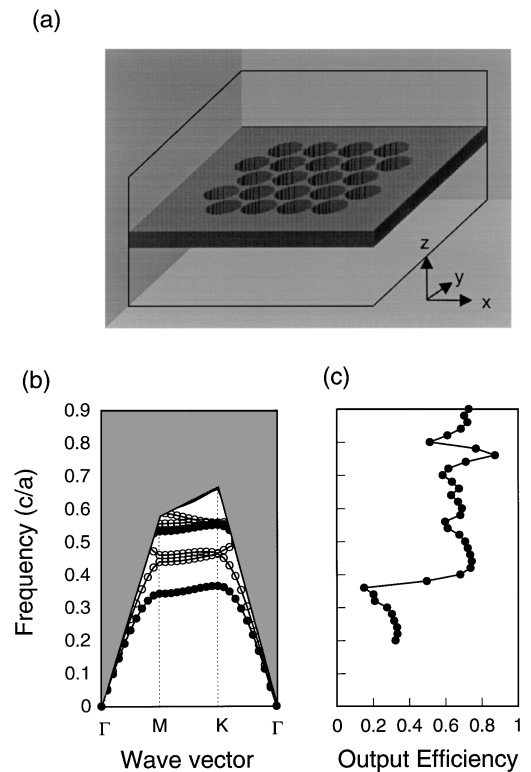 (a)
z
y
x
(b)
(c)
0.9
0.8
0.7
0.6
0.5
0.4
0.3
0.2
0.1
0
Frequency (c/a)
Γ M K Γ
Wave vector
0 0.2 0.4 0.6 0.8 1
Output Efficiency